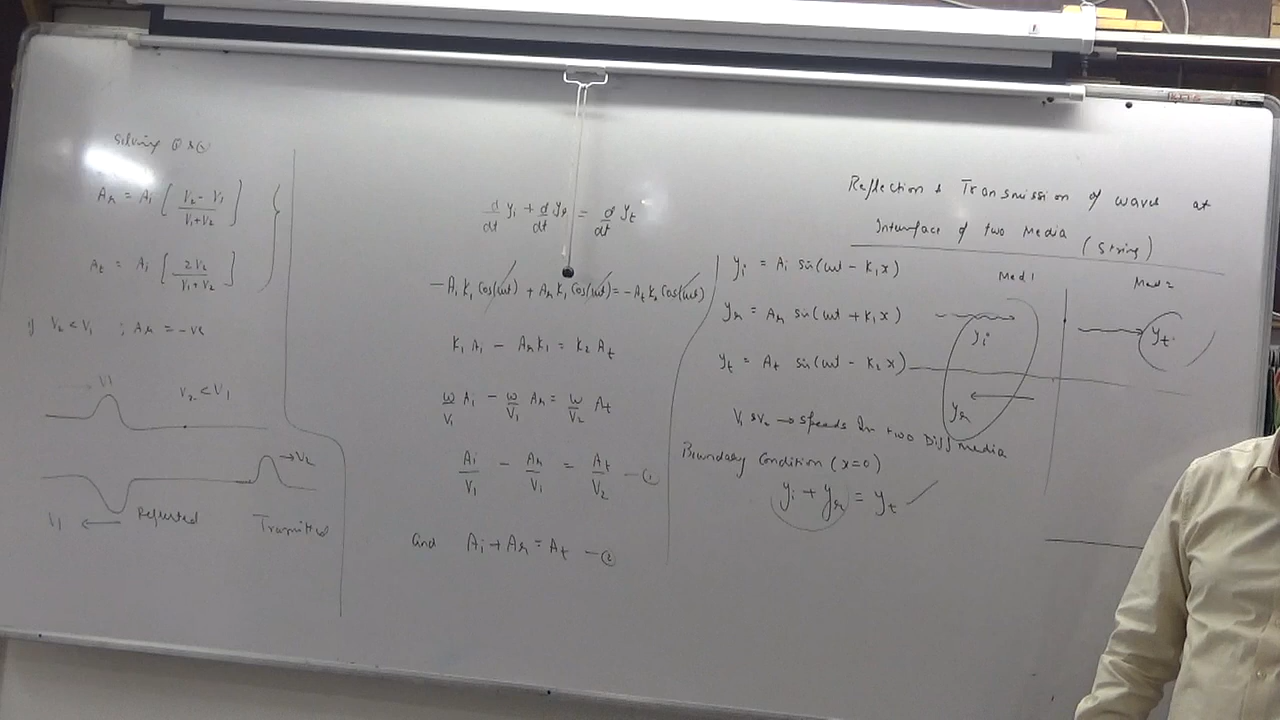 Reflection & Transmission of waves at
Interface of two Media (String)
yi = Ai sin(ωt - K1x)
yr = Ar sin(ωt + K1x)
yt = At sin(ωt - K2x)
Med 1
Med 2
yi
yr
yt
V1 & V2 → speeds In two Diff media
Boundary Condition (x=0)
yi + yr = yt
d/dt yi + d/dt yr = d/dt yt
-Ai K1 Cos(ωt) + Ar K1 Cos(ωt) = -At K2 Cos(ωt)
K1 Ai - Ar K1 = K2 At
ω/V1 Ai - ω/V1 Ar = ω/V2 At
Ai/V1 - Ar/V1 = At/V2 —①
and Ai + Ar = At —②
Solving ① & ②
Ar = Ai [ (V2 - V1)/(V1 + V2) ]
At = Ai [ 2V2/(V1 + V2) ]
if V2 < V1 ; Ar = -ve
V1
V2 < V1
→ V2
V1 ←
Reflected
Transmitted